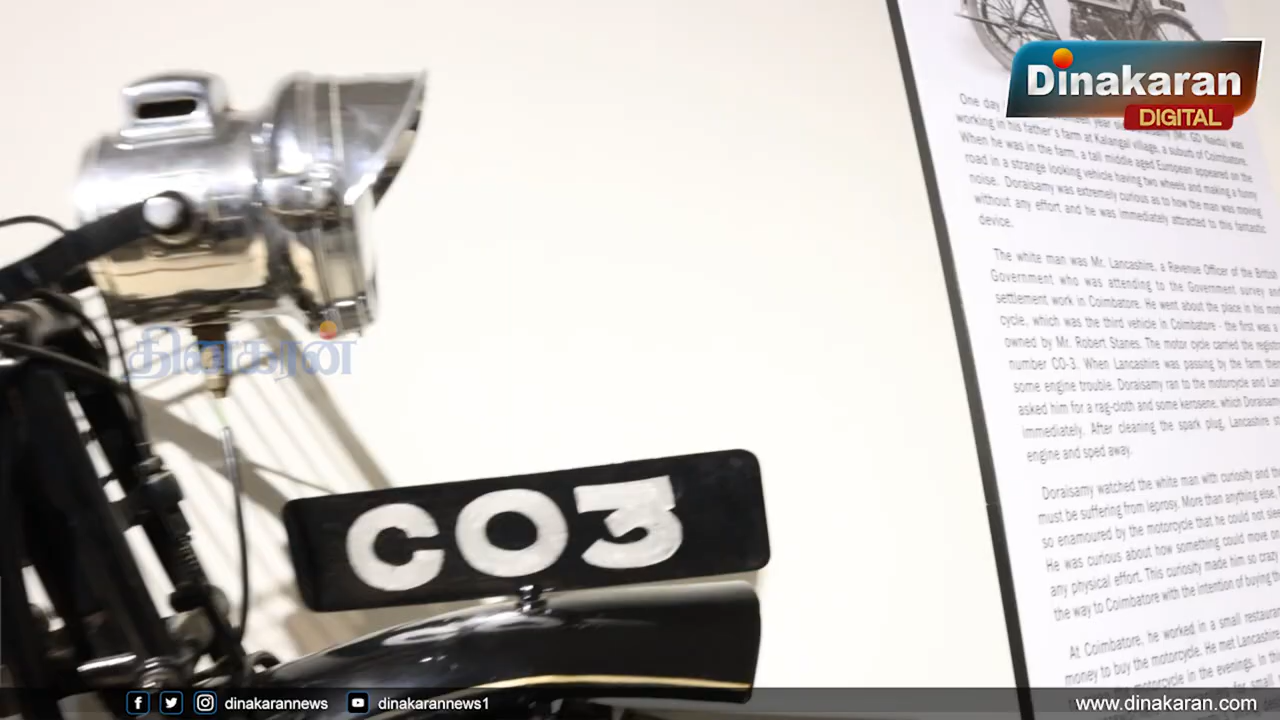 Dinakaran
DIGITAL
One day
working in his father's farm at Kalangal village, a suburb of Coimbatore.
When he was in the farm, a tall middle aged European appeared on the
road in a strange looking vehicle having two wheels and making a funny
noise. Doraisamy was extremely curious as to how the man was moving
without any effort and he was immediately attracted to this fantastic
device.
The white man was Mr. Lancashire, a Revenue Officer of the British
Government who was attending to the Government survey and
settlement work in Coimbatore. He went about the place in his
cycle, which was the third vehicle in Coimbatore - the first was
owned by Mr. Robert Stanes. The motor cycle carried the
number CO-3. When Lancashire was passing by the farm
some engine trouble. Doraisamy ran to the motorcycle and
asked him for a rag-cloth and some kerosene, which
immediately. After cleaning the spark plug, Lancashire
engine and sped away.
Doraisamy watched the white man with curiosity and
must be suffering from leprosy. More than anything else,
so enamoured by the motorcycle that he could not
He was curious about how something could move
any physical effort. This curiosity made him so crazy
the way to Coimbatore with the intention of buying
At Coimbatore, he worked in a small
money to buy the motorcycle. He met
motorcycle in the evenings. In
தினகரன்
CO3
dinakarannews
dinakarannews1
www.dinakaran.com